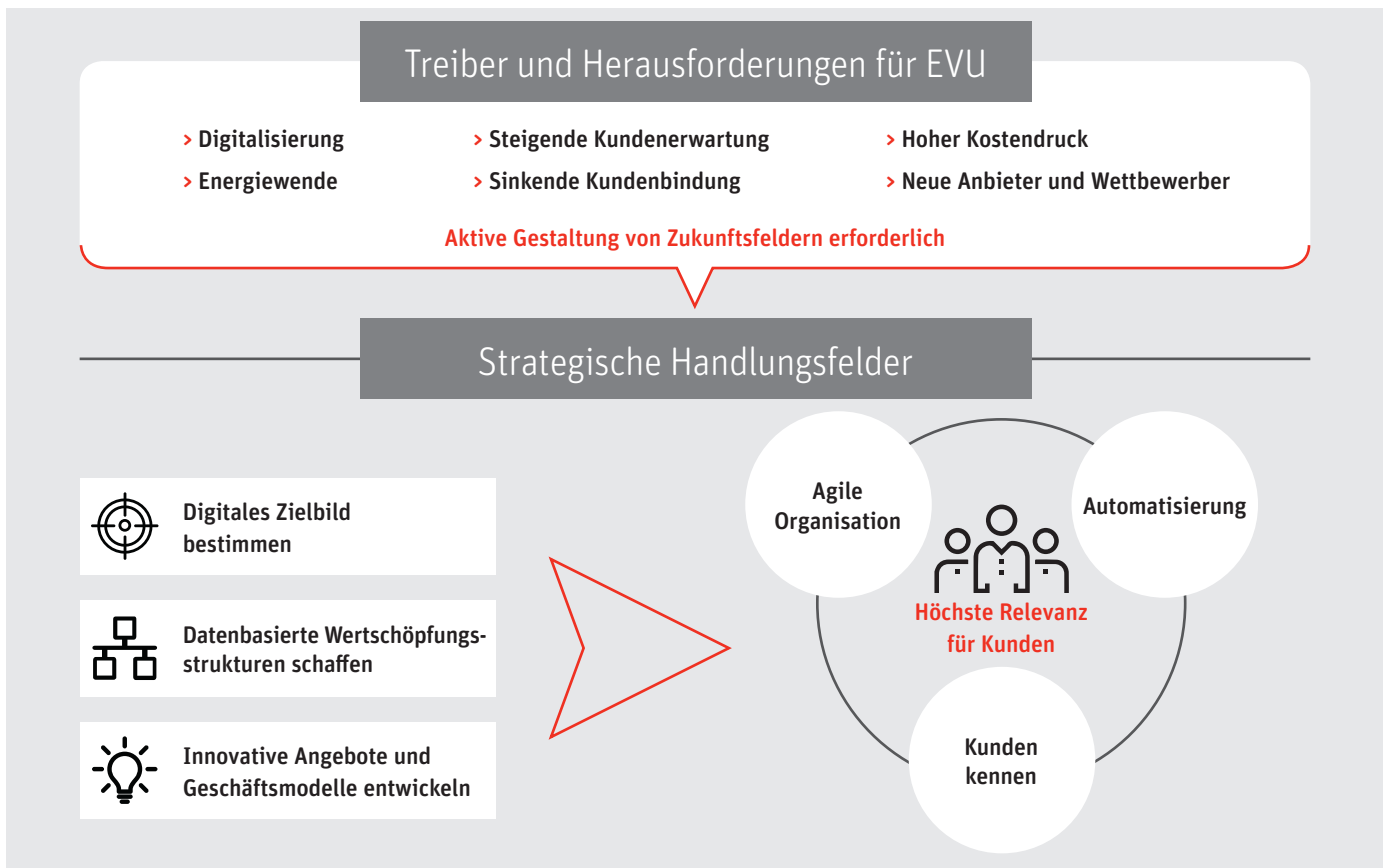 Treiber und Herausforderungen für EVU
> Digitalisierung
> Steigende Kundenerwartung
> Hoher Kostendruck
> Energiewende
> Sinkende Kundenbindung
> Neue Anbieter und Wettbewerber
Aktive Gestaltung von Zukunftsfeldern erforderlich
Strategische Handlungsfelder
Digitales Zielbild
bestimmen
Datenbasierte Wertschöpfungs-
strukturen schaffen
Innovative Angebote und
Geschäftsmodelle entwickeln
Agile
Organisation
Automatisierung
Höchste Relevanz
für Kunden
Kunden
kennen